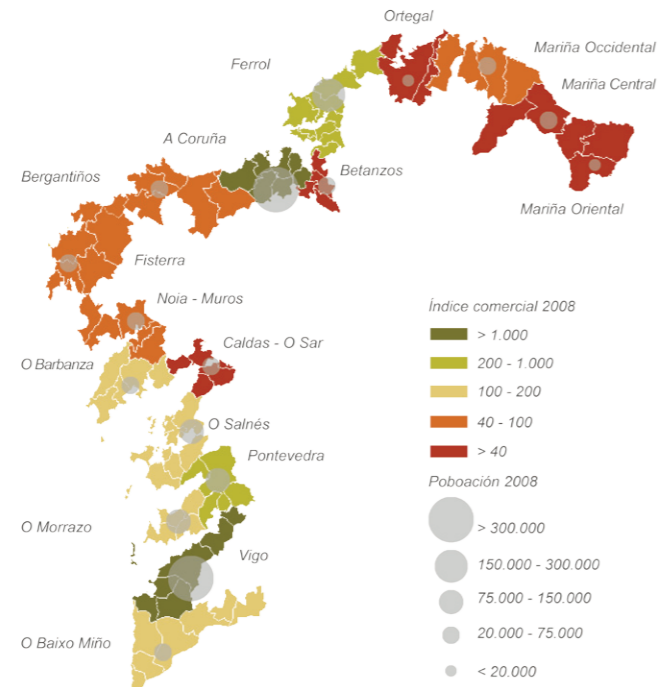 Ortegal
Mariña Occidental
Ferrol
Mariña Central
A Coruña
Betanzos
Bergantiños
Mariña Oriental
Fisterra
Noia - Muros
Caldas - O Sar
O Barbanza
O Salnés
Pontevedra
O Morrazo
Vigo
O Baixo Miño
Índice comercial 2008
> 1.000
200 - 1.000
100 - 200
40 - 100
> 40
Poboación 2008
> 300.000
150.000 - 300.000
75.000 - 150.000
20.000 - 75.000
< 20.000